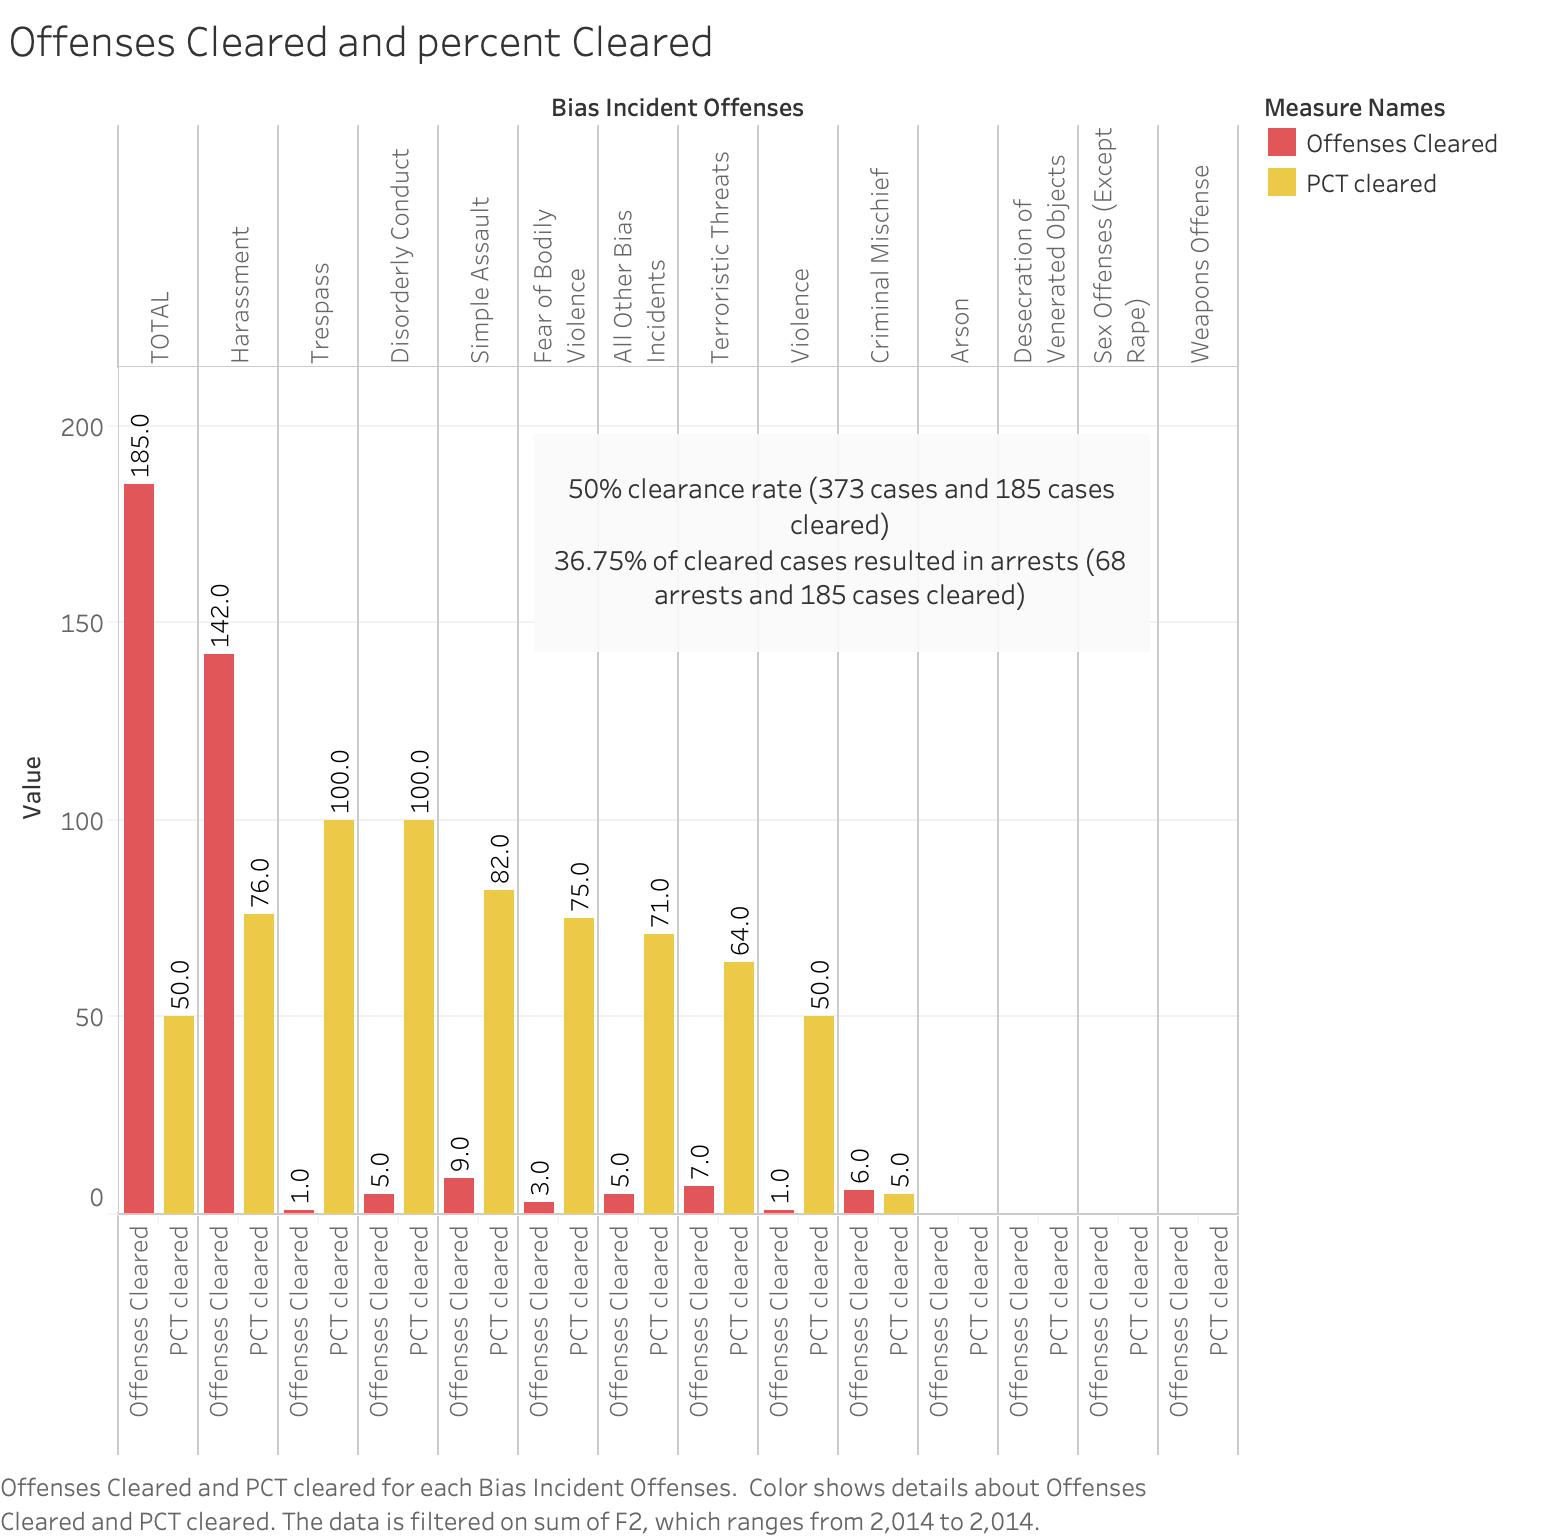 Offenses Cleared and percent Cleared
Bias Incident Offenses
Measure Names
Offenses Cleared
PCT cleared
TOTAL
Harassment
Trespass
Disorderly Conduct
Simple Assault
Fear of Bodily
Violence
All Other Bias
Incidents
Terroristic Threats
Violence
Criminal Mischief
Arson
Desecration of
Venerated Objects
Sex Offenses (Except
Rape)
Weapons Offense
Value
200
150
100
50
0
50% clearance rate (373 cases and 185 cases
cleared)
36.75% of cleared cases resulted in arrests (68
arrests and 185 cases cleared)
185.0
50.0
142.0
76.0
1.0
100.0
5.0
100.0
9.0
82.0
3.0
75.0
5.0
71.0
7.0
64.0
1.0
50.0
6.0
5.0
Offenses Cleared
PCT cleared
Offenses Cleared
PCT cleared
Offenses Cleared
PCT cleared
Offenses Cleared
PCT cleared
Offenses Cleared
PCT cleared
Offenses Cleared
PCT cleared
Offenses Cleared
PCT cleared
Offenses Cleared
PCT cleared
Offenses Cleared
PCT cleared
Offenses Cleared
PCT cleared
Offenses Cleared
PCT cleared
Offenses Cleared
PCT cleared
Offenses Cleared
PCT cleared
Offenses Cleared
PCT cleared
Offenses Cleared and PCT cleared for each Bias Incident Offenses.  Color shows details about Offenses
Cleared and PCT cleared. The data is filtered on sum of F2, which ranges from 2,014 to 2,014.